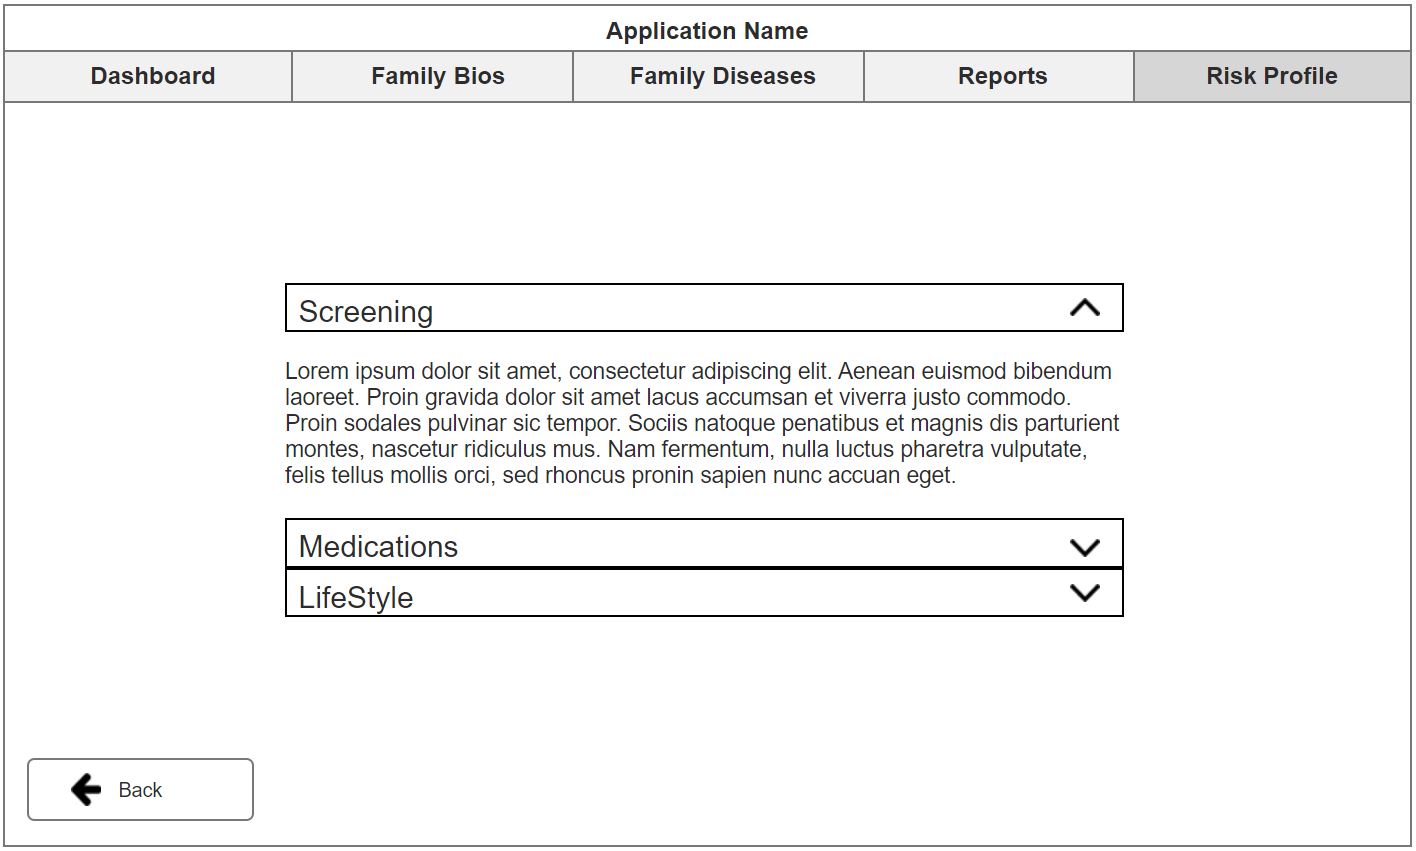 Application Name
Dashboard Family Bios Family Diseases Reports Risk Profile
Screening
Lorem ipsum dolor sit amet, consectetur adipiscing elit. Aenean euismod bibendum
laoreet. Proin gravida dolor sit amet lacus accumsan et viverra justo commodo.
Proin sodales pulvinar sic tempor. Sociis natoque penatibus et magnis dis parturient
montes, nascetur ridiculus mus. Nam fermentum, nulla luctus pharetra vulputate,
felis tellus mollis orci, sed rhoncus pronin sapien nunc accuan eget.
Medications
LifeStyle
Back